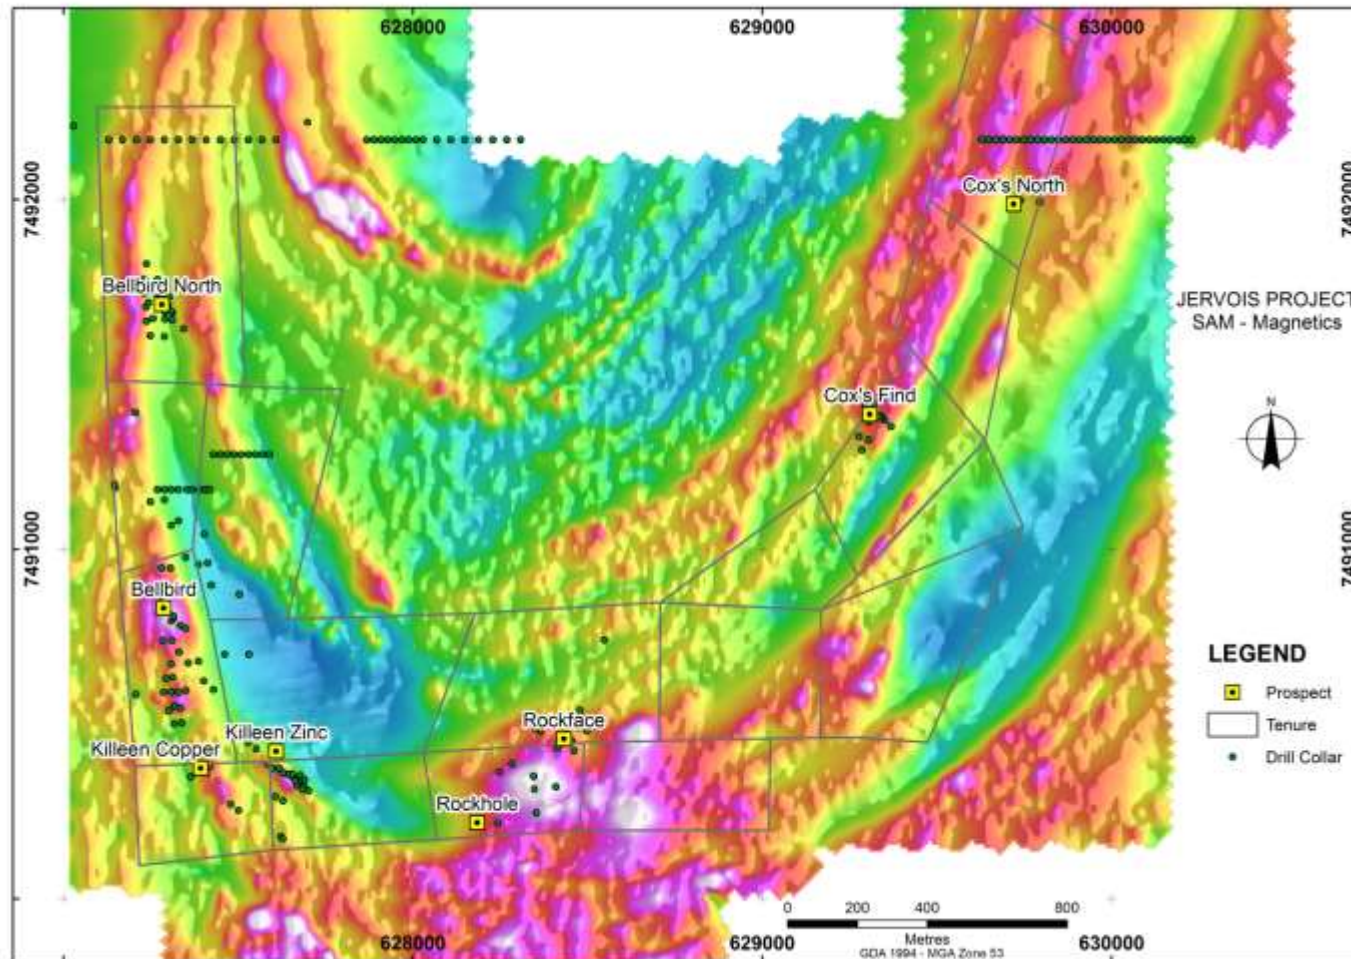 628000 629000 630000
7492000 7492000
Cox's North
Bellbird North
JERVOIS PROJECT
SAM - Magnetics
Cox's Find
N
7491000 7491000
Bellbird
LEGEND
Prospect
Tenure
Drill Collar
Rockface
Killeen Zinc
Killeen Copper
Rockhole
0 200 400 800
Metres
GDA 1994 - MGA Zone 53
628000 629000 630000